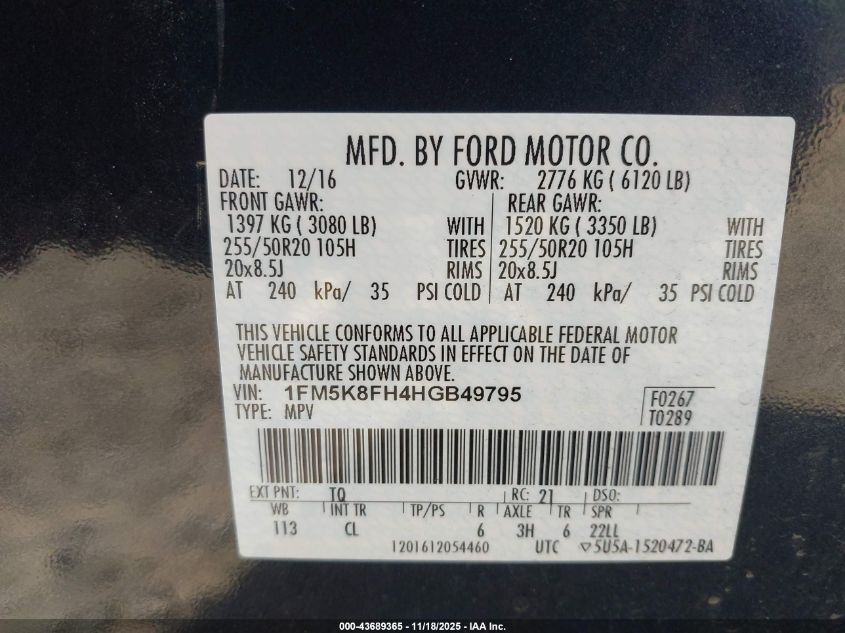 MFD. BY FORD MOTOR CO.
DATE: 12/16 GVWR: 2776 KG ( 6120 LB)
FRONT GAWR: REAR GAWR:
1397 KG ( 3080 LB) WITH 1520 KG ( 3350 LB) WITH
255/50R20 105H TIRES 255/50R20 105H TIRES
20x8.5J RIMS 20x8.5J RIMS
AT 240 kPa/ 35 PSI COLD AT 240 kPa/ 35 PSI COLD
THIS VEHICLE CONFORMS TO ALL APPLICABLE FEDERAL MOTOR
VEHICLE SAFETY STANDARDS IN EFFECT ON THE DATE OF
MANUFACTURE SHOWN ABOVE.
VIN: 1FM5K8FH4HGB49795 F0267
TYPE: MPV T0289
EXT PNT: TQ RC: 21 DSO:
WB INT TR TP/PS R AXLE TR SPR
113 CL 6 3H 6 22LL
1201612054460 UTC ▽5U5A-1520472-BA
000-43689365 - 11/18/2025 - IAA Inc.